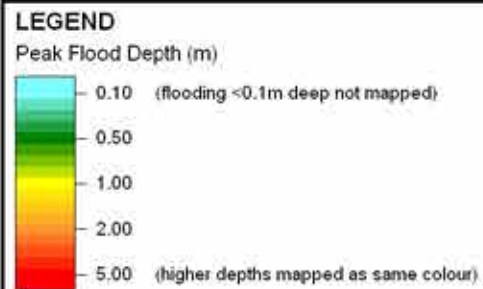 LEGEND
Peak Flood Depth (m)
0.10 (flooding <0.1m deep not mapped)
0.50
1.00
2.00
5.00 (higher depths mapped as same colour)